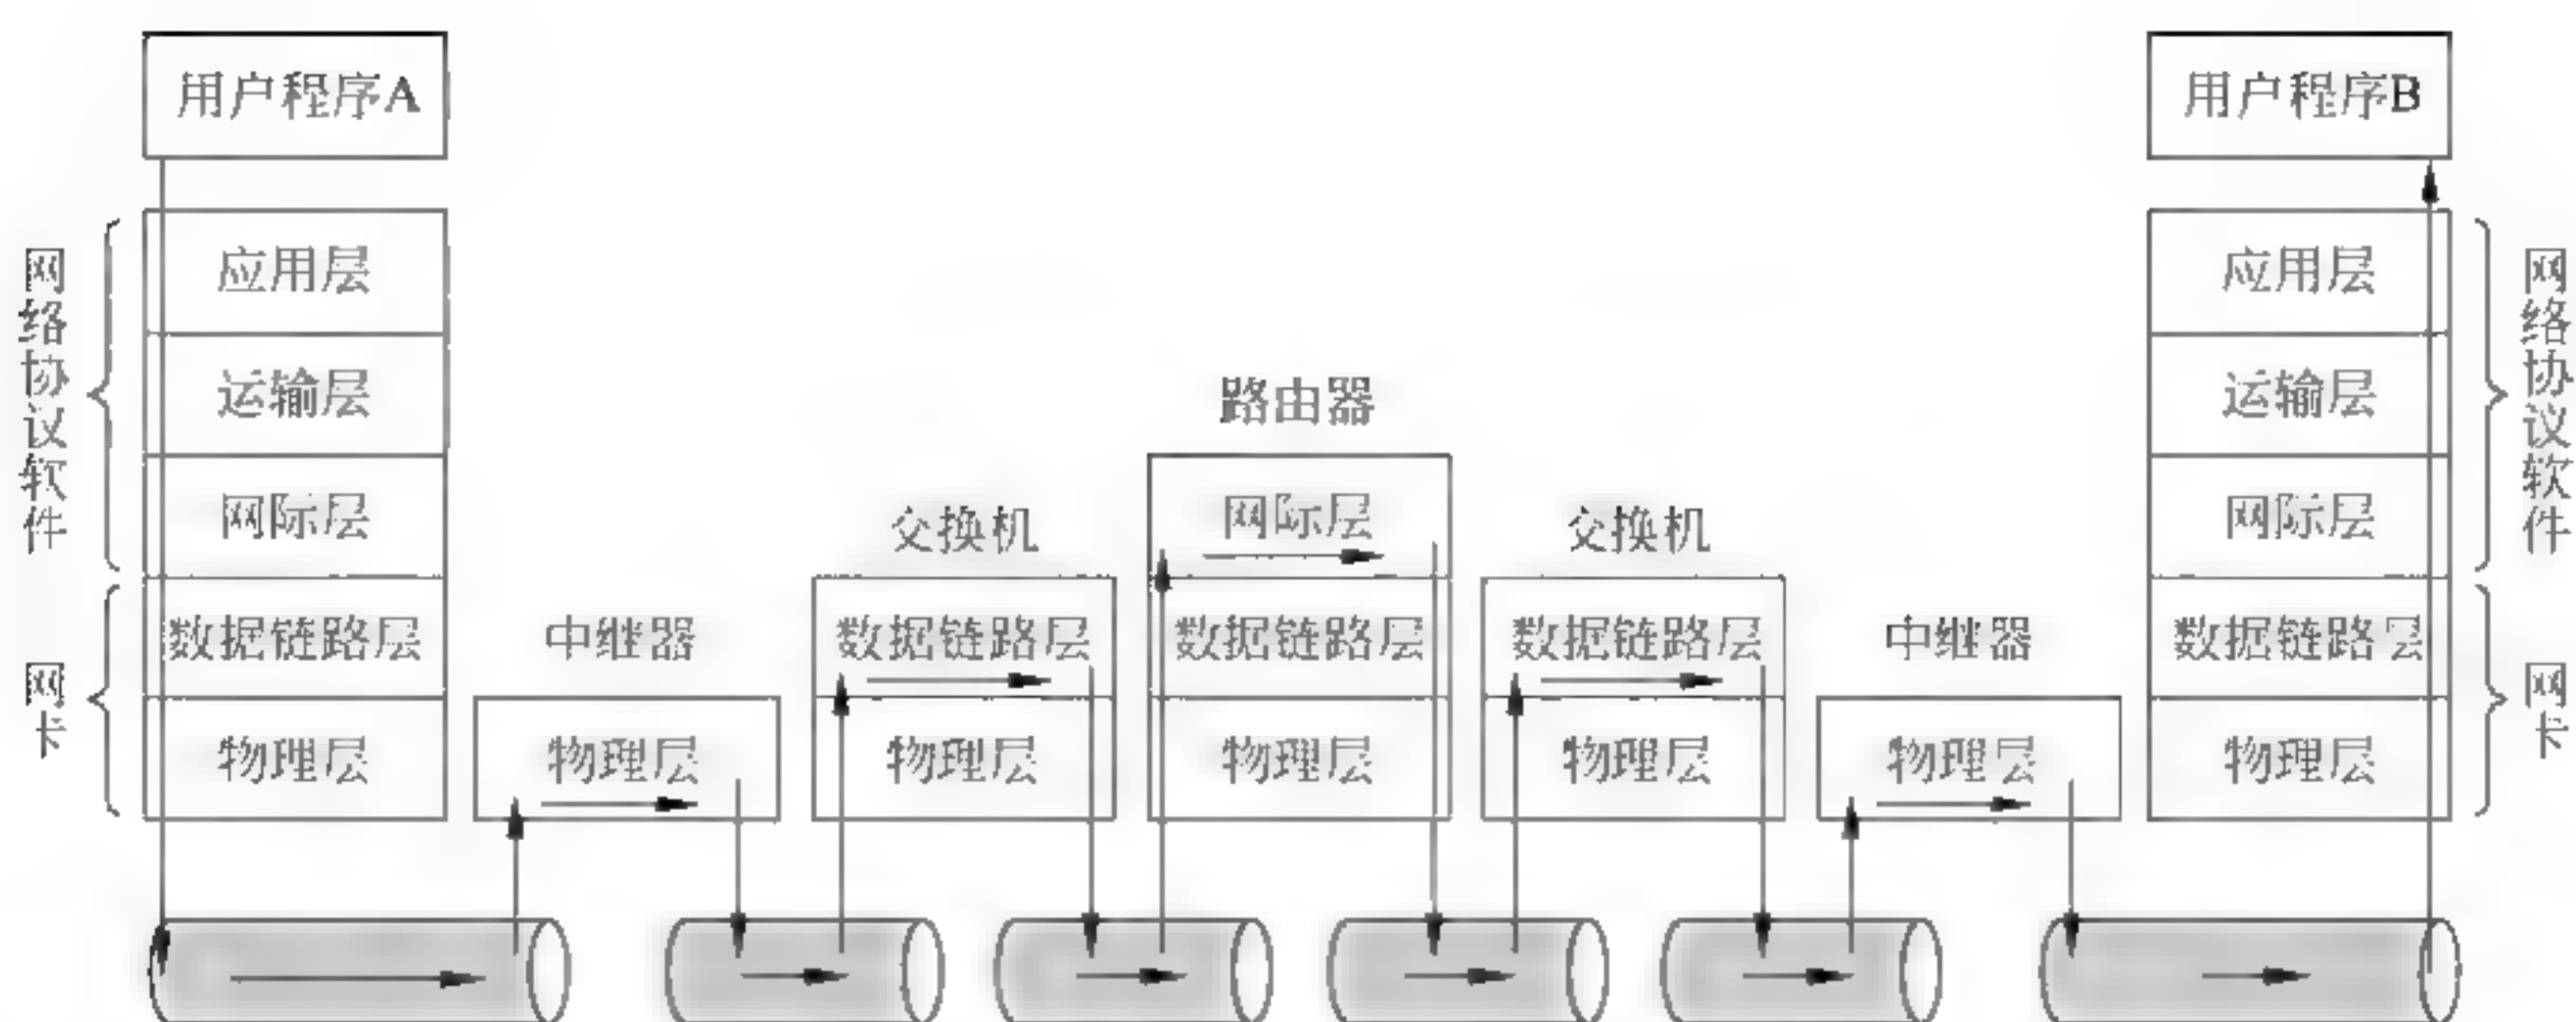 用户程序A
用户程序B
网络协议软件
应用层
运输层
网际层
网卡
数据链路层
物理层
中继器
物理层
交换机
数据链路层
物理层
路由器
网际层
数据链路层
物理层
交换机
数据链路层
物理层
中继器
物理层
应用层
运输层
网际层
数据链路层
物理层
网络协议软件
网卡